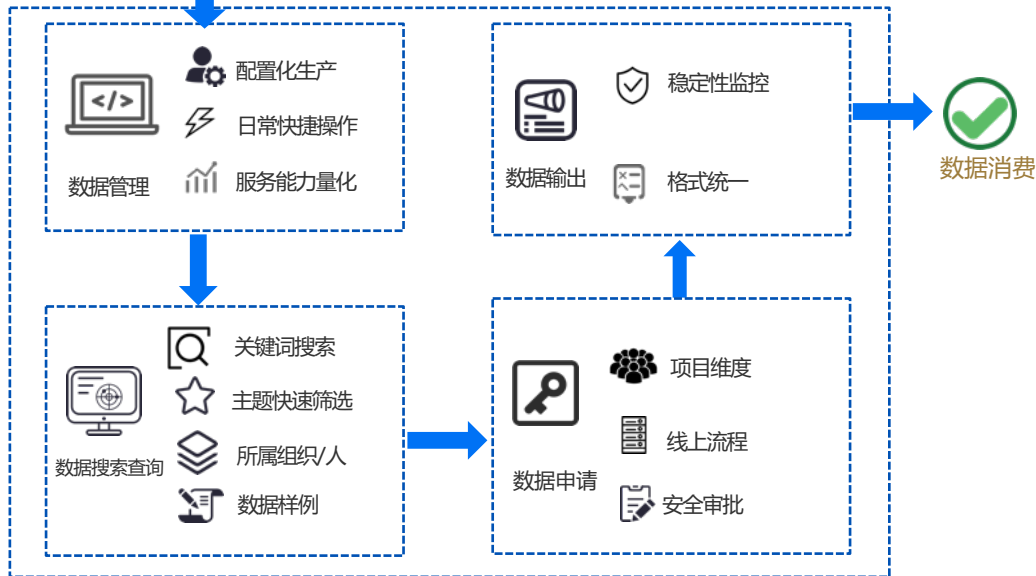 配置化生产
日常快捷操作
服务能力量化
数据管理
稳定性监控
数据输出
格式统一
数据消费
关键词搜索
主题快速筛选
所属组织/人
数据搜索查询
数据样例
项目维度
线上流程
数据申请
安全审批